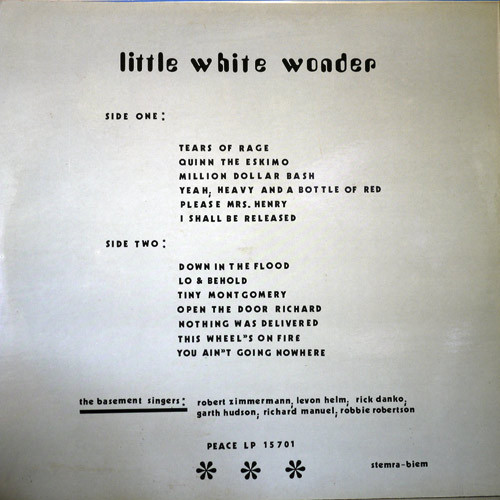 little white wonder
SIDE ONE:
TEARS OF RAGE
QUINN THE ESKIMO
MILLION DOLLAR BASH
YEAH, HEAVY AND A BOTTLE OF RED
PLEASE MRS. HENRY
I SHALL BE RELEASED
SIDE TWO:
DOWN IN THE FLOOD
LO & BEHOLD
TINY MONTGOMERY
OPEN THE DOOR RICHARD
NOTHING WAS DELIVERED
THIS WHEEL"S ON FIRE
YOU AIN"T GOING NOWHERE
the basement singers: robert zimmermann, levon helm, rick danko,
garth hudson, richard manuel, robbie robertson
PEACE LP 15701
* * *
stemra-biem